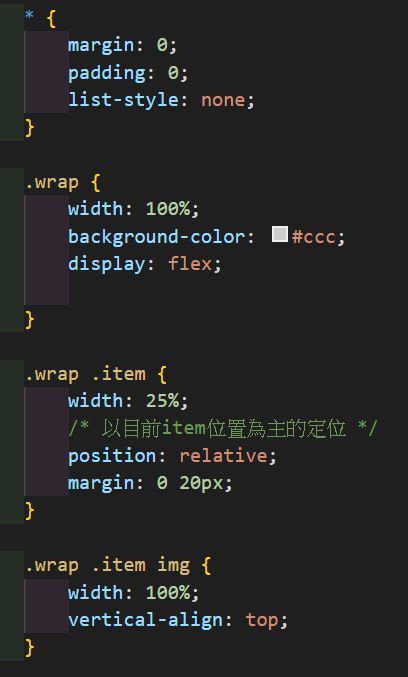 * {
    margin: 0;
    padding: 0;
    list-style: none;
}

.wrap {
    width: 100%;
    background-color: #ccc;
    display: flex;

}

.wrap .item {
    width: 25%;
    /* 以目前item位置為主的定位 */
    position: relative;
    margin: 0 20px;
}

.wrap .item img {
    width: 100%;
    vertical-align: top;
}